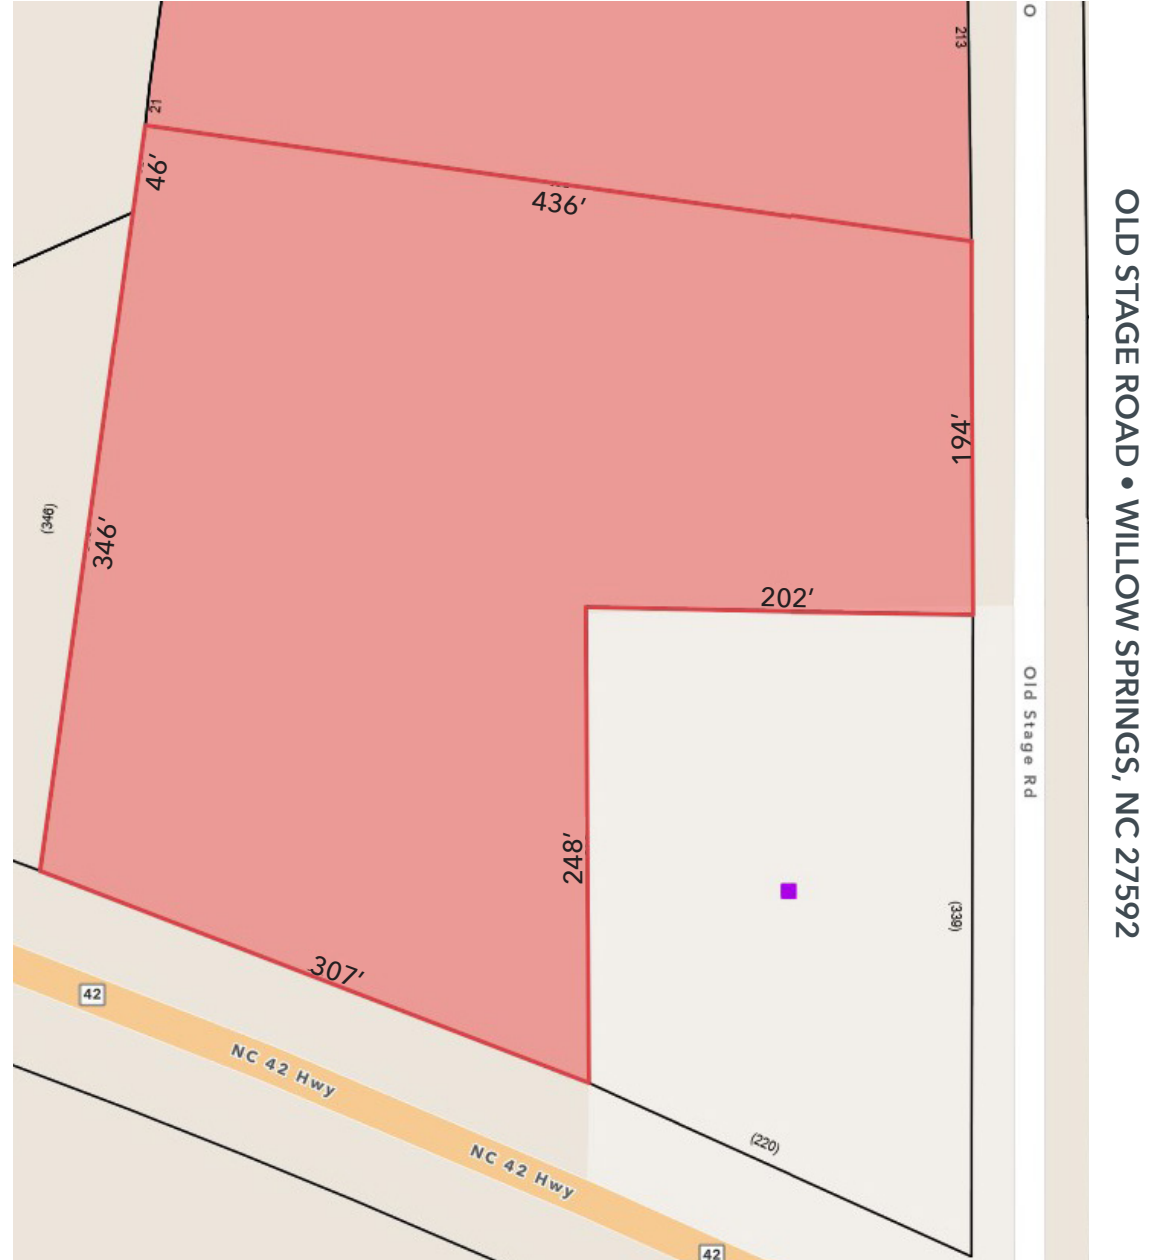 O
213
21
46'
436'
OLD STAGE ROAD • WILLOW SPRINGS, NC 27592
194'
(346)
346'
202'
Old Stage Rd
248'
(339)
307'
42
NC 42 Hwy
(220)
NC 42 Hwy
42